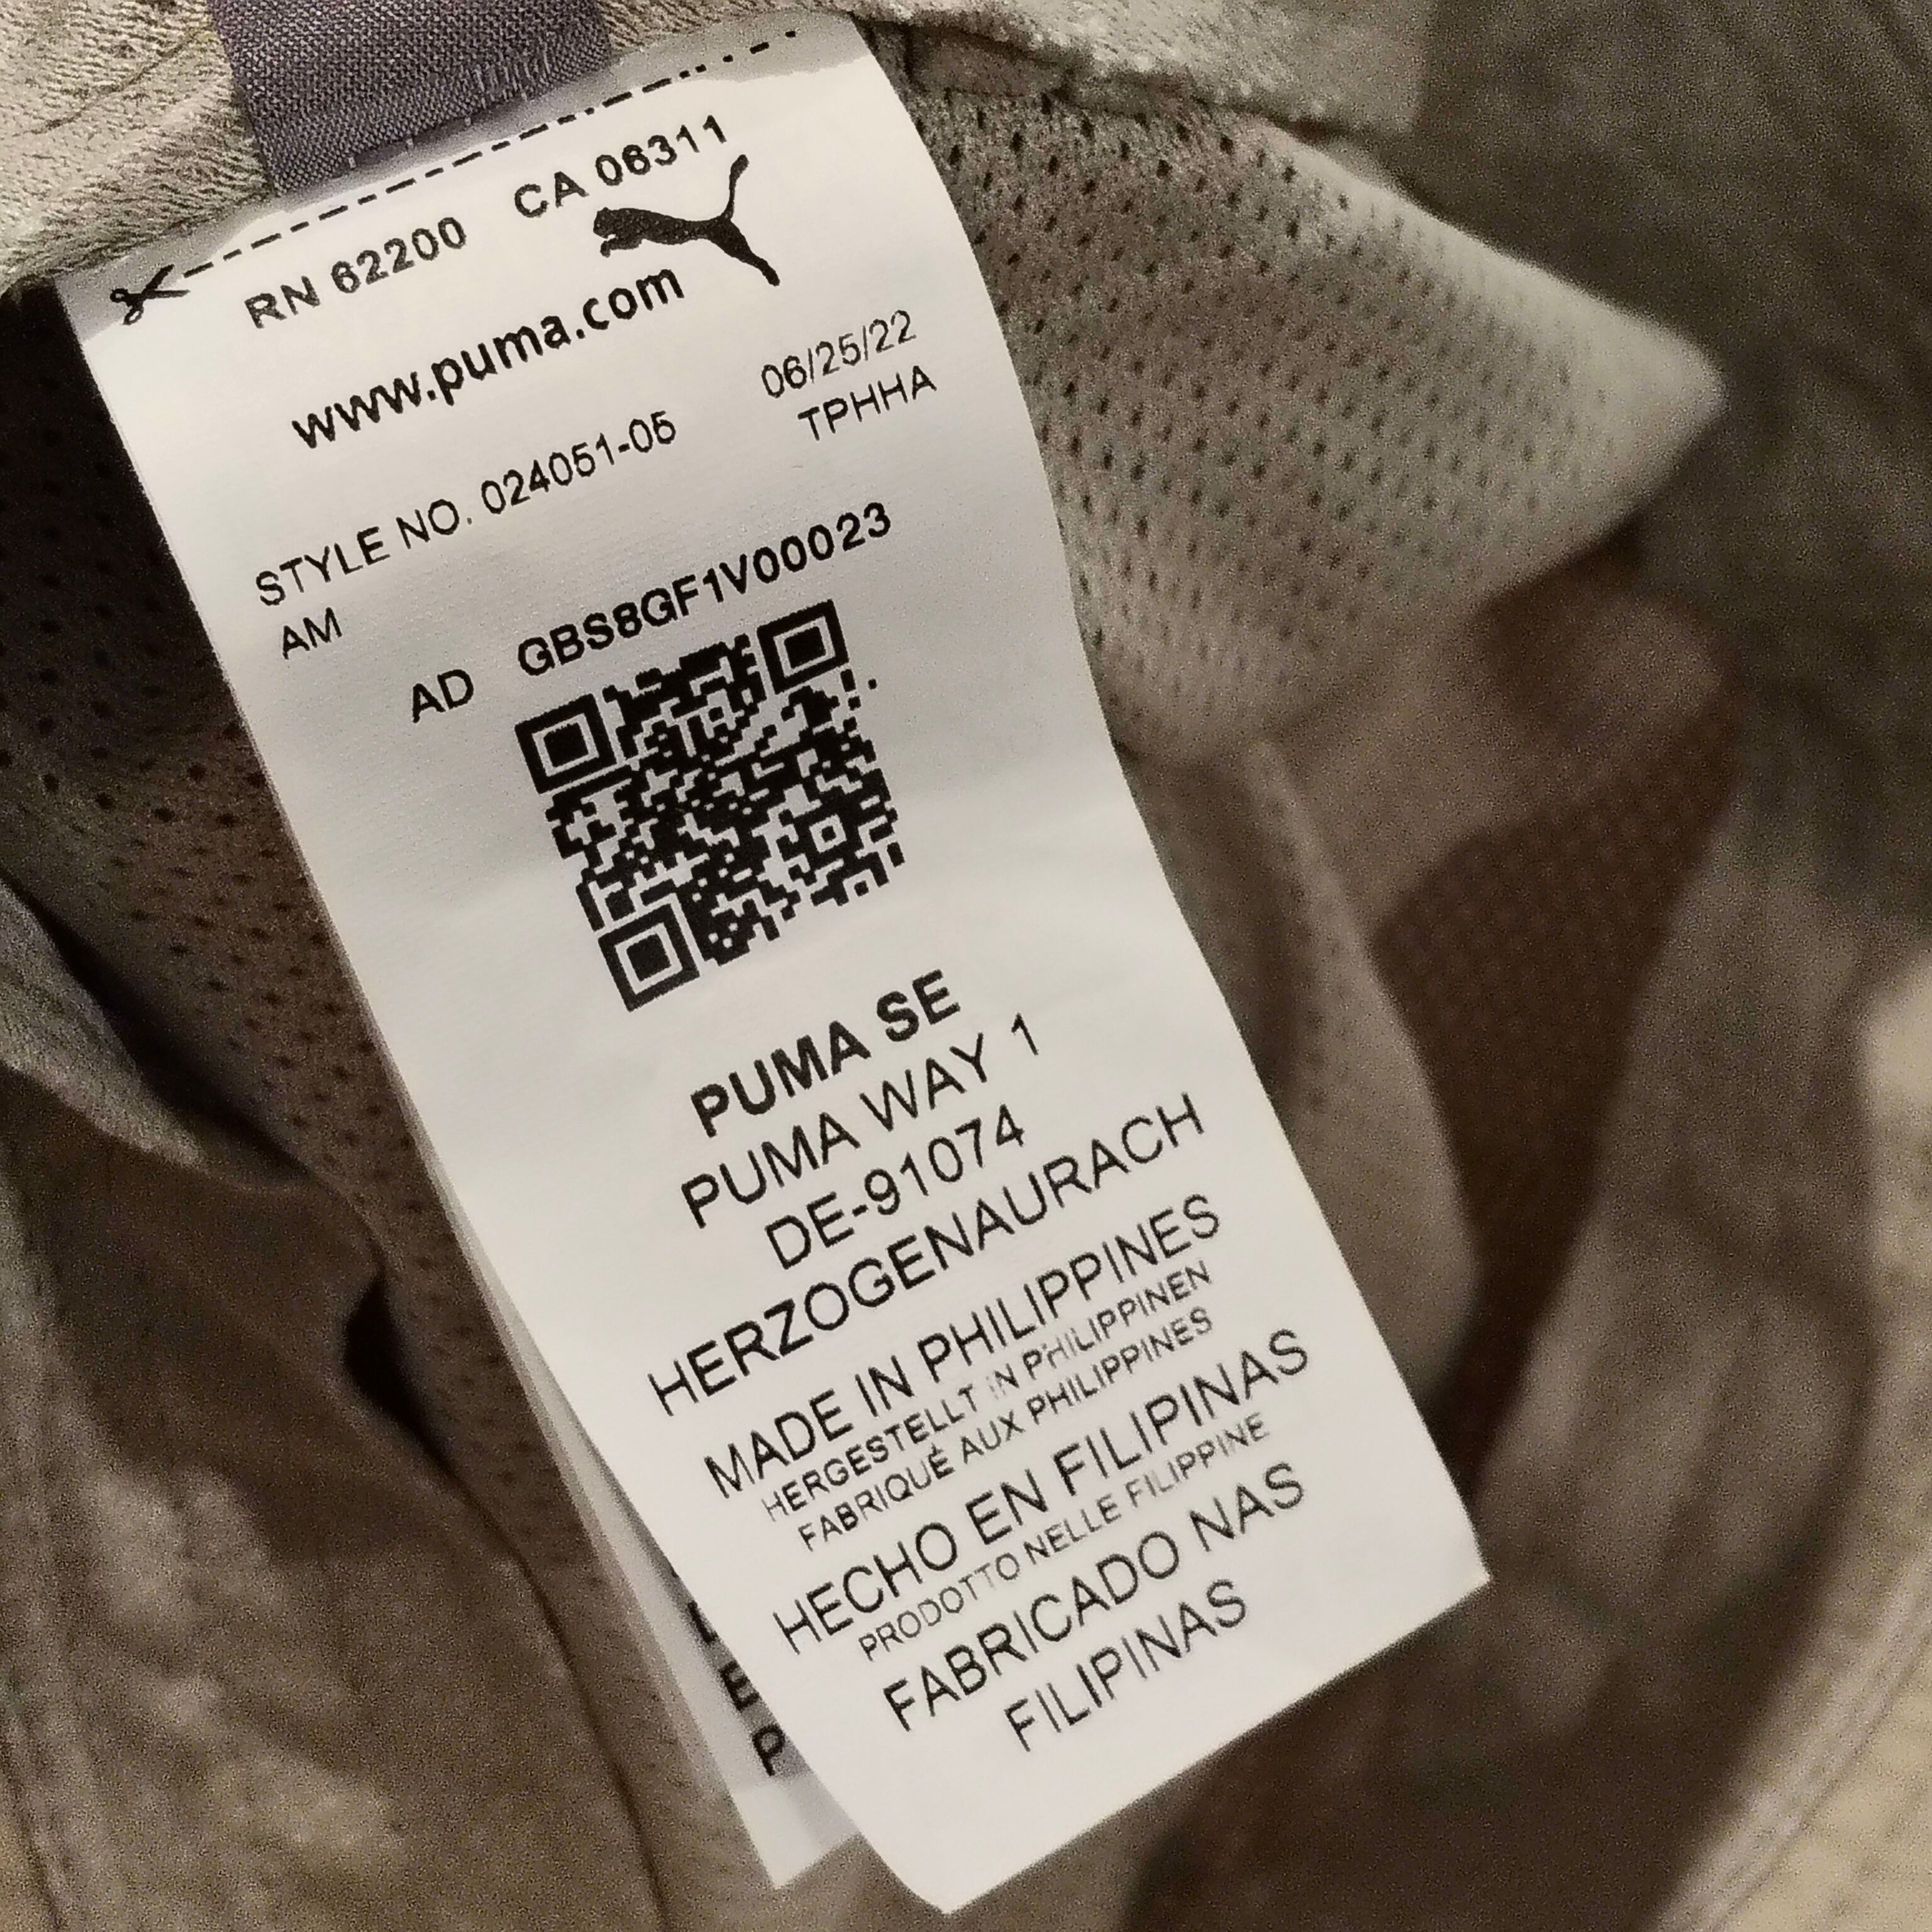 RN 62200 CA 06311
www.puma.com
06/25/22
STYLE NO. 024051-05 TPHHA
AM
AD GBS8GF1V00023
PUMA SE
PUMA WAY 1
DE-91074
HERZOGENAURACH
MADE IN PHILIPPINES
HERGESTELLT IN PHILIPPINEN
FABRIQUÉ AUX PHILIPPINES
HECHO EN FILIPINAS
PRODOTTO NELLE FILIPPINE
FABRICADO NAS
FILIPINAS
E
P